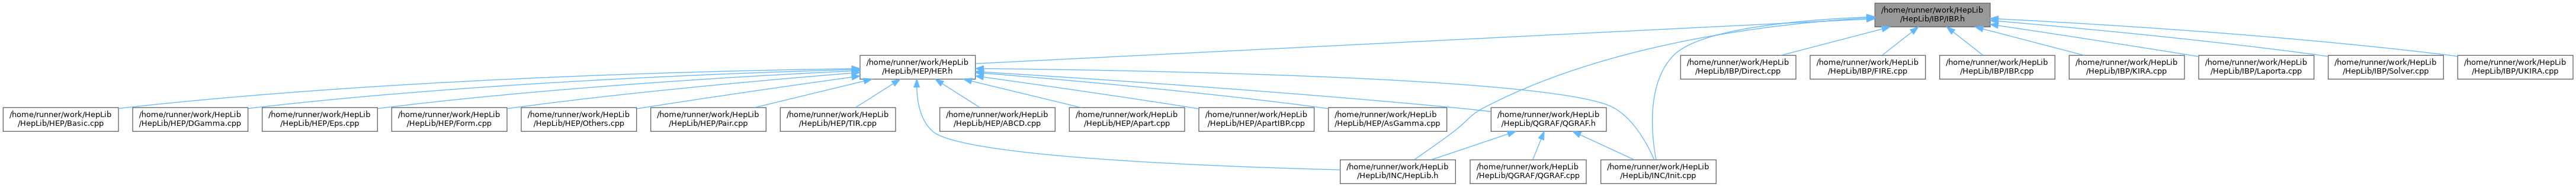 /home/runner/work/HepLib
/HepLib/IBP/IBP.h
/home/runner/work/HepLib
/HepLib/HEP/HEP.h
/home/runner/work/HepLib
/HepLib/IBP/Direct.cpp
/home/runner/work/HepLib
/HepLib/IBP/FIRE.cpp
/home/runner/work/HepLib
/HepLib/IBP/IBP.cpp
/home/runner/work/HepLib
/HepLib/IBP/KIRA.cpp
/home/runner/work/HepLib
/HepLib/IBP/Laporta.cpp
/home/runner/work/HepLib
/HepLib/IBP/Solver.cpp
/home/runner/work/HepLib
/HepLib/IBP/UKIRA.cpp
/home/runner/work/HepLib
/HepLib/HEP/Basic.cpp
/home/runner/work/HepLib
/HepLib/HEP/DGamma.cpp
/home/runner/work/HepLib
/HepLib/HEP/Eps.cpp
/home/runner/work/HepLib
/HepLib/HEP/Form.cpp
/home/runner/work/HepLib
/HepLib/HEP/Others.cpp
/home/runner/work/HepLib
/HepLib/HEP/Pair.cpp
/home/runner/work/HepLib
/HepLib/HEP/TIR.cpp
/home/runner/work/HepLib
/HepLib/HEP/ABCD.cpp
/home/runner/work/HepLib
/HepLib/HEP/Apart.cpp
/home/runner/work/HepLib
/HepLib/HEP/ApartIBP.cpp
/home/runner/work/HepLib
/HepLib/HEP/AsGamma.cpp
/home/runner/work/HepLib
/HepLib/QGRAF/QGRAF.h
/home/runner/work/HepLib
/HepLib/INC/HepLib.h
/home/runner/work/HepLib
/HepLib/QGRAF/QGRAF.cpp
/home/runner/work/HepLib
/HepLib/INC/Init.cpp